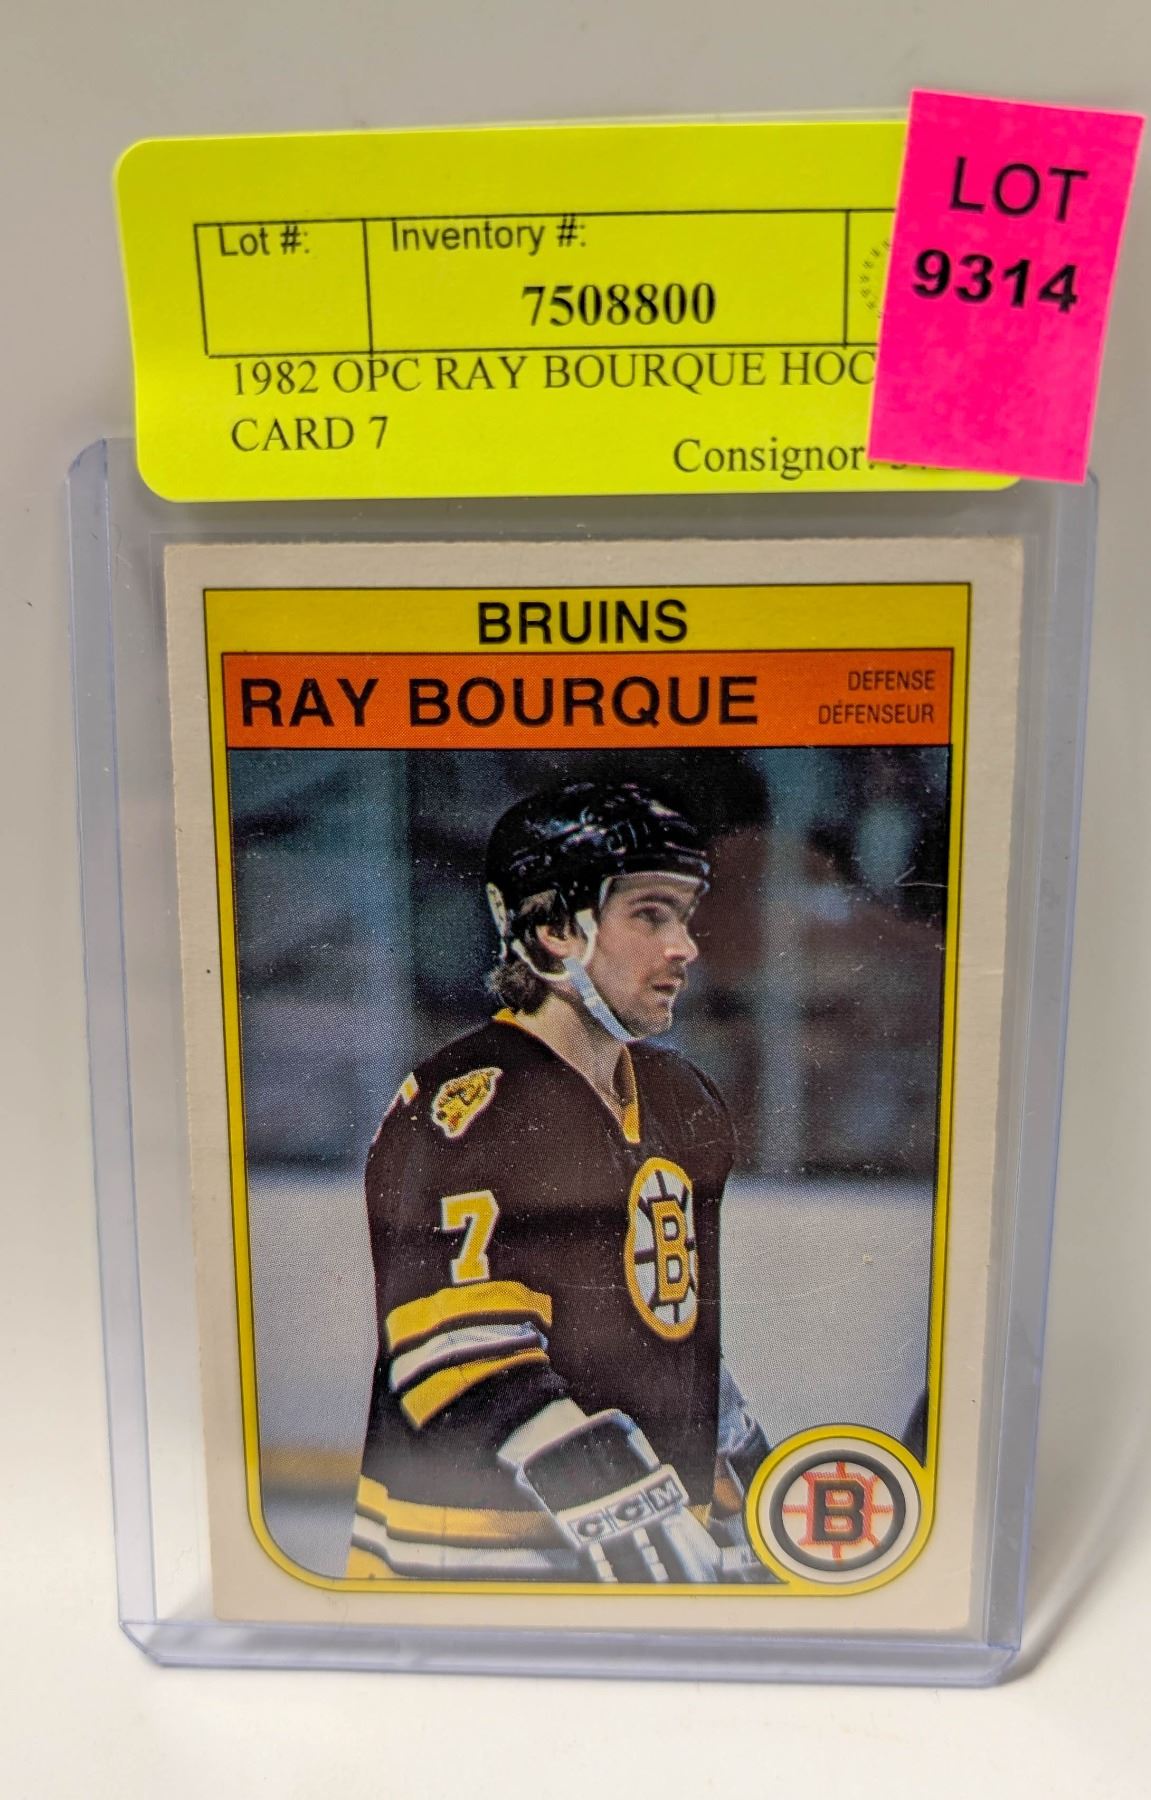 LOT
9314
Lot #: Inventory #:
7508800
1982 OPC RAY BOURQUE HOC
CARD 7
Consignor:
BRUINS
RAY BOURQUE
DEFENSE
DÉFENSEUR
7
B
CCM
B